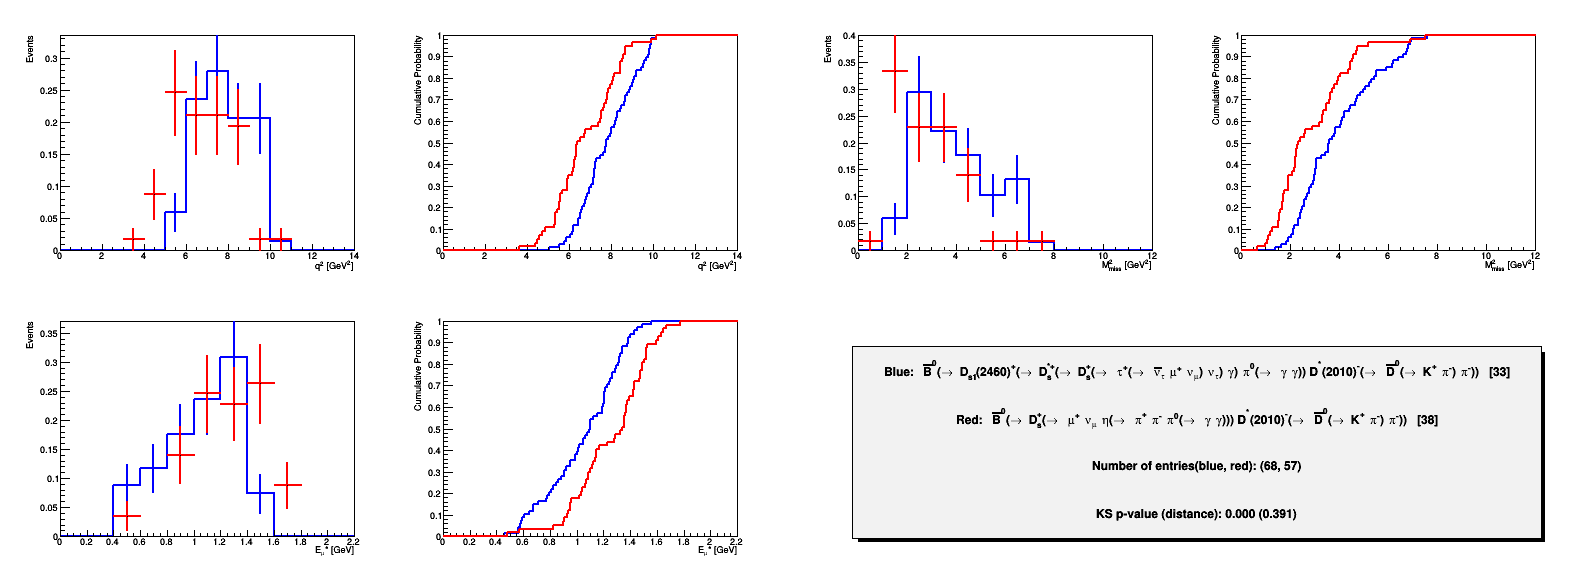 Events
0.3
0.25
0.2
0.15
0.1
0.05
0
0 2 4 6 8 10 12 14
q² [GeV²]
Cumulative Probability
1
0.9
0.8
0.7
0.6
0.5
0.4
0.3
0.2
0.1
0
0 2 4 6 8 10 12 14
q² [GeV²]
Events
0.4
0.35
0.3
0.25
0.2
0.15
0.1
0.05
0
0 2 4 6 8 10 12
M²miss [GeV²]
Cumulative Probability
1
0.9
0.8
0.7
0.6
0.5
0.4
0.3
0.2
0.1
0
0 2 4 6 8 10 12
M²miss [GeV²]
Events
0.35
0.3
0.25
0.2
0.15
0.1
0.05
0
0 0.2 0.4 0.6 0.8 1 1.2 1.4 1.6 1.8 2 2.2
Eμ* [GeV]
Cumulative Probability
1
0.9
0.8
0.7
0.6
0.5
0.4
0.3
0.2
0.1
0
0 0.2 0.4 0.6 0.8 1 1.2 1.4 1.6 1.8 2 2.2
Eμ* [GeV]
Blue: B̅⁰(→ Ds1(2460)⁺(→ Ds*⁺(→ Ds⁺(→ τ⁺(→ ν̅τ μ⁺ νμ) ντ) γ) π⁰(→ γ γ)) D*(2010)⁻(→ D̅⁰(→ K⁺ π⁻) π⁻)) [33]
Red: B̅⁰(→ Ds⁺(→ μ⁺ νμ η(→ π⁺ π⁻ π⁰(→ γ γ))) D*(2010)⁻(→ D̅⁰(→ K⁺ π⁻) π⁻)) [38]
Number of entries(blue, red): (68, 57)
KS p-value (distance): 0.000 (0.391)